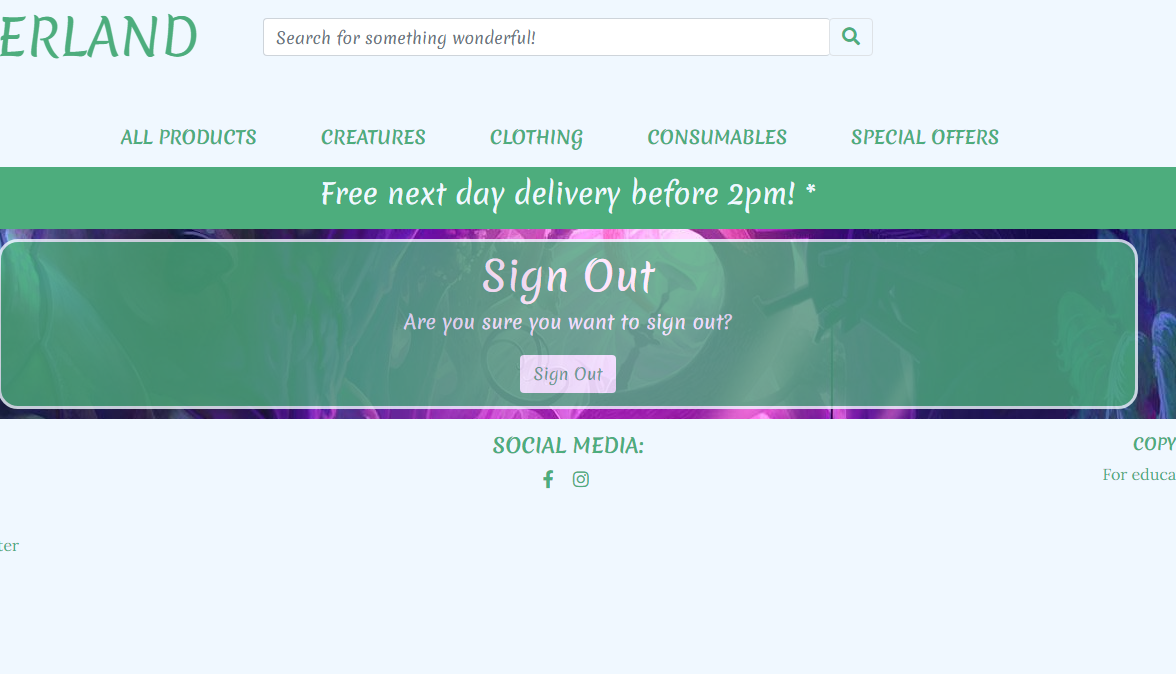 ERLAND
Search for something wonderful!
ALL PRODUCTS CREATURES CLOTHING CONSUMABLES SPECIAL OFFERS
Free next day delivery before 2pm! *
Sign Out
Are you sure you want to sign out?
Sign Out
SOCIAL MEDIA:
COPY
For educa
ter